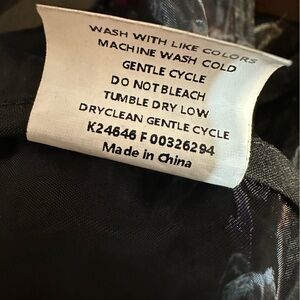 WASH WITH LIKE COLORS
MACHINE WASH COLD
GENTLE CYCLE
DO NOT BLEACH
TUMBLE DRY LOW
DRYCLEAN GENTLE CYCLE
K24646 F 00326294
Made in China